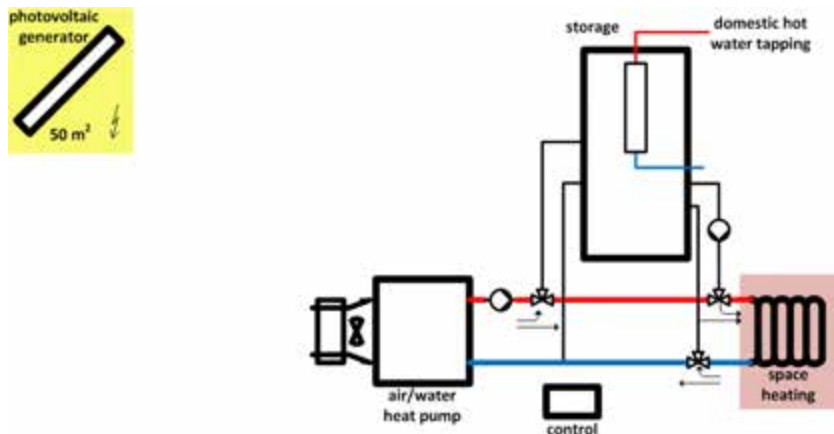 photovoltaic
generator
50 m²
storage
domestic hot
water tapping
air/water
heat pump
control
space
heating